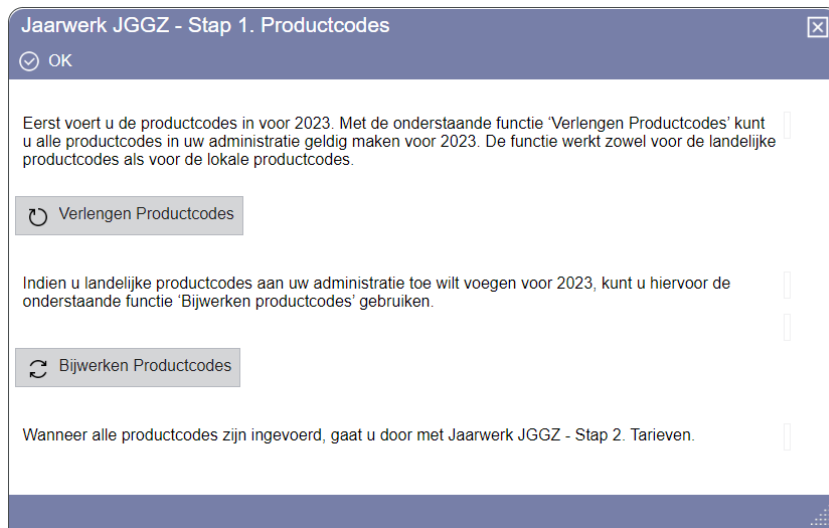 Jaarwerk JGGZ - Stap 1. Productcodes
OK
Eerst voert u de productcodes in voor 2023. Met de onderstaande functie ‘Verlengen Productcodes’ kunt
u alle productcodes in uw administratie geldig maken voor 2023. De functie werkt zowel voor de landelijke
productcodes als voor de lokale productcodes.
Verlengen Productcodes
Indien u landelijke productcodes aan uw administratie toe wilt voegen voor 2023, kunt u hiervoor de
onderstaande functie ‘Bijwerken productcodes’ gebruiken.
Bijwerken Productcodes
Wanneer alle productcodes zijn ingevoerd, gaat u door met Jaarwerk JGGZ - Stap 2. Tarieven.